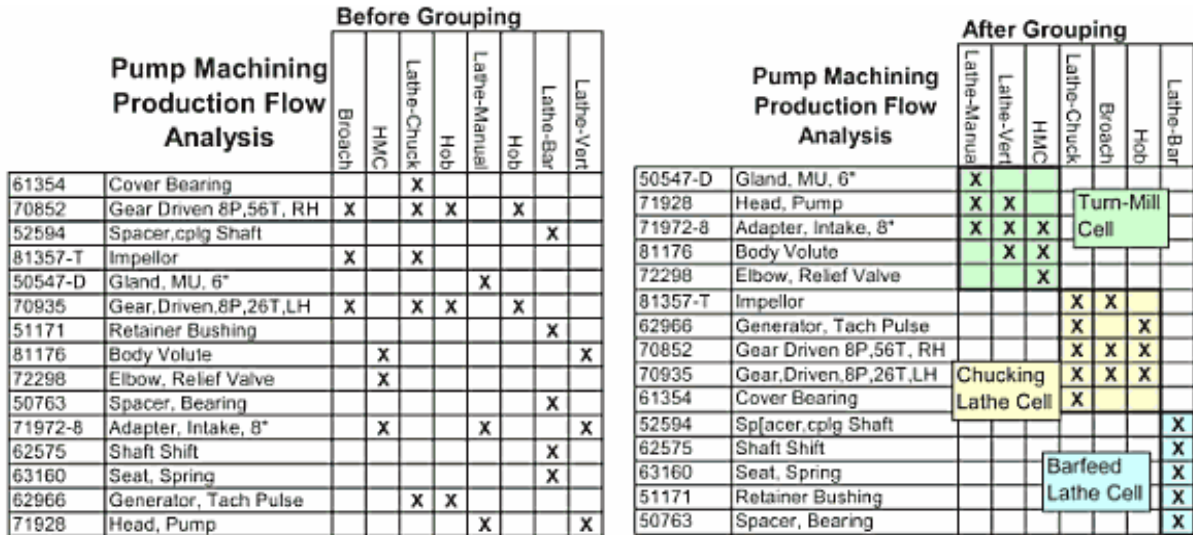 Before Grouping
Pump Machining
Production Flow
Analysis
Broach
HMC
Lathe-Chuck
Hob
Lathe-Manual
Hob
Lathe-Bar
Lathe-Vert
61354 Cover Bearing X
70852 Gear Driven 8P,56T, RH X X X X
52594 Spacer,cplg Shaft X
81357-T Impellor X X
50547-D Gland, MU, 6" X
70935 Gear,Driven,8P,26T,LH X X X X
51171 Retainer Bushing X
81176 Body Volute X X
72298 Elbow, Relief Valve X
50763 Spacer, Bearing X
71972-8 Adapter, Intake, 8" X X X
62575 Shaft Shift X
63160 Seat, Spring X
62966 Generator, Tach Pulse X X
71928 Head, Pump X X
After Grouping
Pump Machining
Production Flow
Analysis
Lathe-Manual
Lathe-Vert
HMC
Lathe-Chuck
Broach
Hob
Lathe-Bar
50547-D Gland, MU, 6" X
71928 Head, Pump X X
71972-8 Adapter, Intake, 8" X X X
81176 Body Volute X X
72298 Elbow, Relief Valve X
Turn-Mill
Cell
81357-T Impellor X X
62966 Generator, Tach Pulse X X
70852 Gear Driven 8P,56T, RH X X X
70935 Gear,Driven,8P,26T,LH X X X
61354 Cover Bearing X
Chucking
Lathe Cell
52594 Sp[acer,cplg Shaft X
62575 Shaft Shift X
63160 Seat, Spring X
51171 Retainer Bushing X
50763 Spacer, Bearing X
Barfeed
Lathe Cell